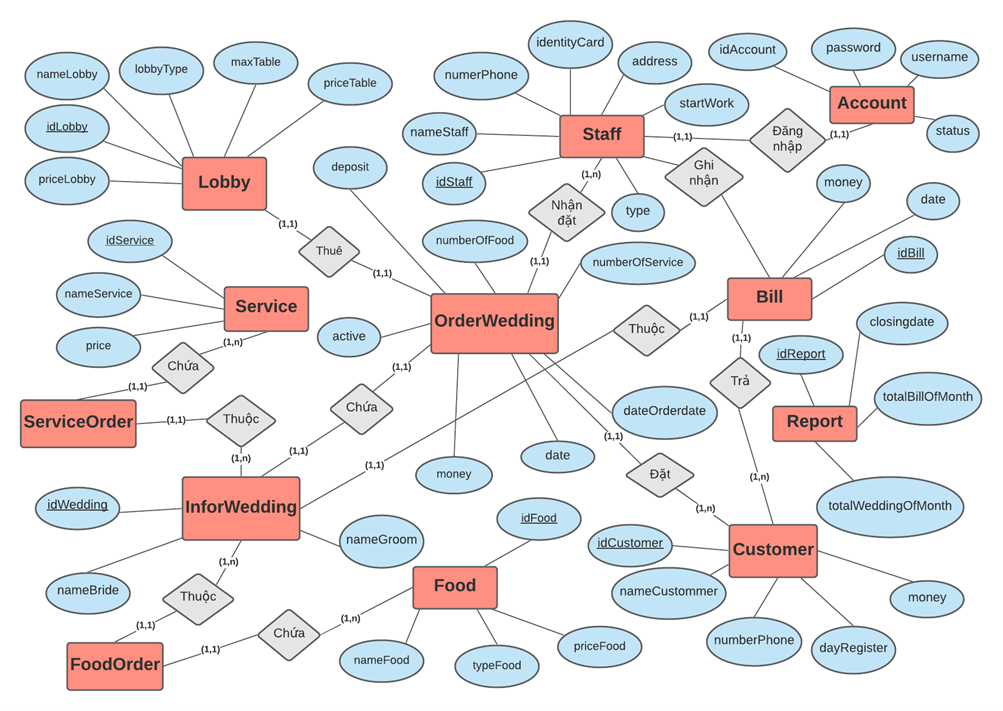 nameLobby
lobbyType
maxTable
priceTable
idLobby
priceLobby
Lobby
(1,1)
Thuê
(1,1)
deposit
identityCard
numerPhone
address
nameStaff
startWork
idStaff
type
Staff
(1,1)
Đăng
nhập
(1,1)
idAccount
password
username
Account
status
Ghi
nhận
(1,n)
Nhận
đặt
(1,1)
money
date
idBill
Bill
idService
nameService
price
Service
(1,n)
Chứa
(1,1)
ServiceOrder
(1,1)
Thuộc
(1,n)
numberOfFood
numberOfService
OrderWedding
active
(1,1)
Chứa
(1,1)
money
date
dateOrderdate
(1,1)
Đặt
(1,n)
Thuộc
(1,1)
(1,1)
(1,1)
Trả
(1,n)
closingdate
idReport
totalBillOfMonth
Report
totalWeddingOfMonth
idWedding
InforWedding
nameBride
nameGroom
(1,n)
Thuộc
(1,1)
FoodOrder
(1,1)
Chứa
(1,n)
idFood
Food
nameFood
typeFood
priceFood
idCustomer
nameCustommer
Customer
numberPhone
dayRegister
money